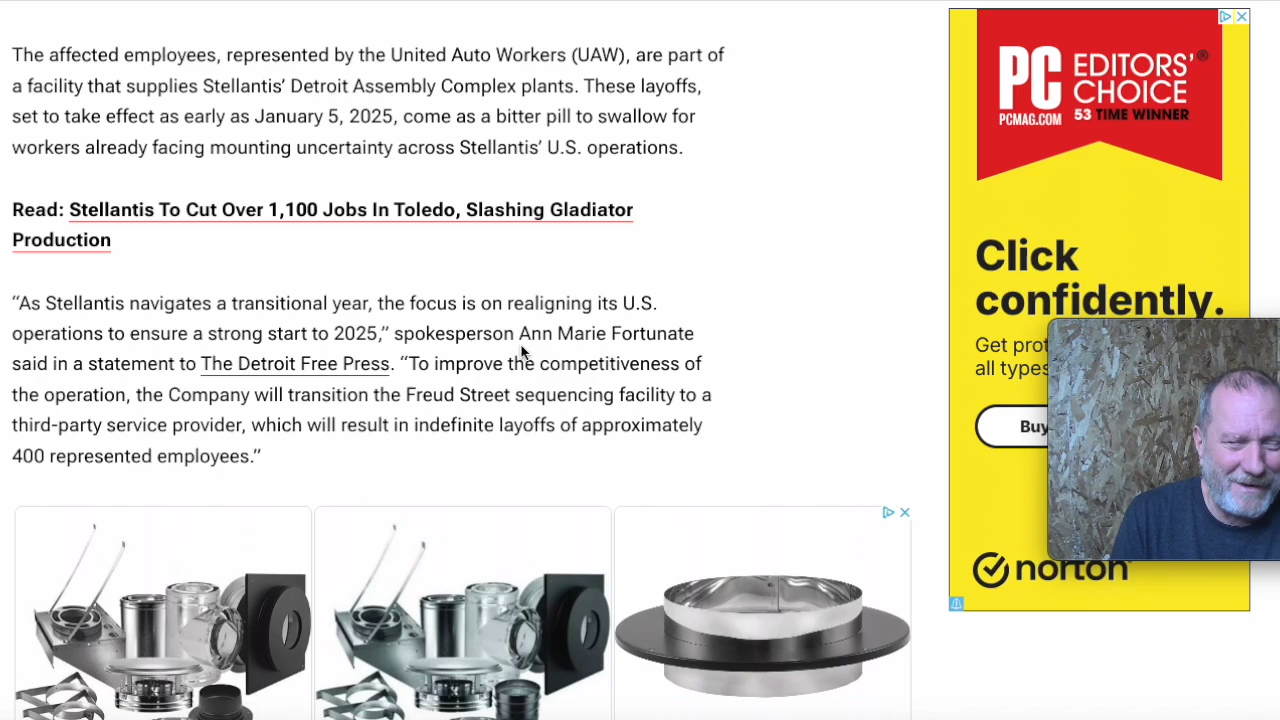 The affected employees, represented by the United Auto Workers (UAW), are part of
a facility that supplies Stellantis’ Detroit Assembly Complex plants. These layoffs,
set to take effect as early as January 5, 2025, come as a bitter pill to swallow for
workers already facing mounting uncertainty across Stellantis’ U.S. operations.
Read: Stellantis To Cut Over 1,100 Jobs In Toledo, Slashing Gladiator
Production
“As Stellantis navigates a transitional year, the focus is on realigning its U.S.
operations to ensure a strong start to 2025,” spokesperson Ann Marie Fortunate
said in a statement to The Detroit Free Press. “To improve the competitiveness of
the operation, the Company will transition the Freud Street sequencing facility to a
third-party service provider, which will result in indefinite layoffs of approximately
400 represented employees.”
PC
PCMAG.COM
EDITORS’®
CHOICE
53 TIME WINNER
Click
confidently.
Get
all types
Buy
norton